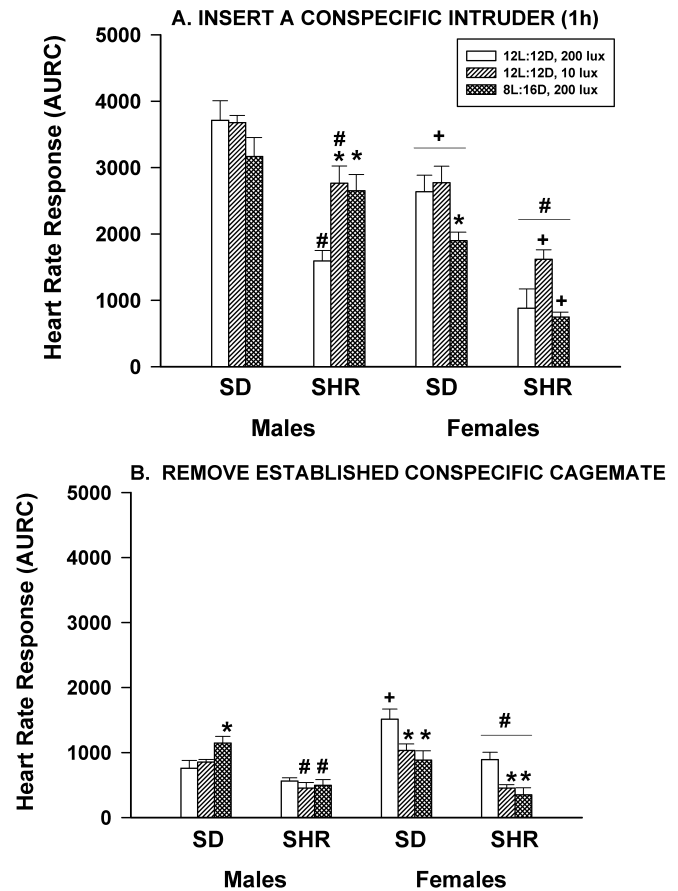 A. INSERT A CONSPECIFIC INTRUDER (1h)
Heart Rate Response (AURC)
5000
4000
3000
2000
1000
0
12L:12D, 200 lux
12L:12D, 10 lux
8L:16D, 200 lux
#
* *
#
+
*
#
+
+
SD SHR SD SHR
Males Females
B. REMOVE ESTABLISHED CONSPECIFIC CAGEMATE
Heart Rate Response (AURC)
5000
4000
3000
2000
1000
0
*
# #
+
* *
#
* *
SD SHR SD SHR
Males Females